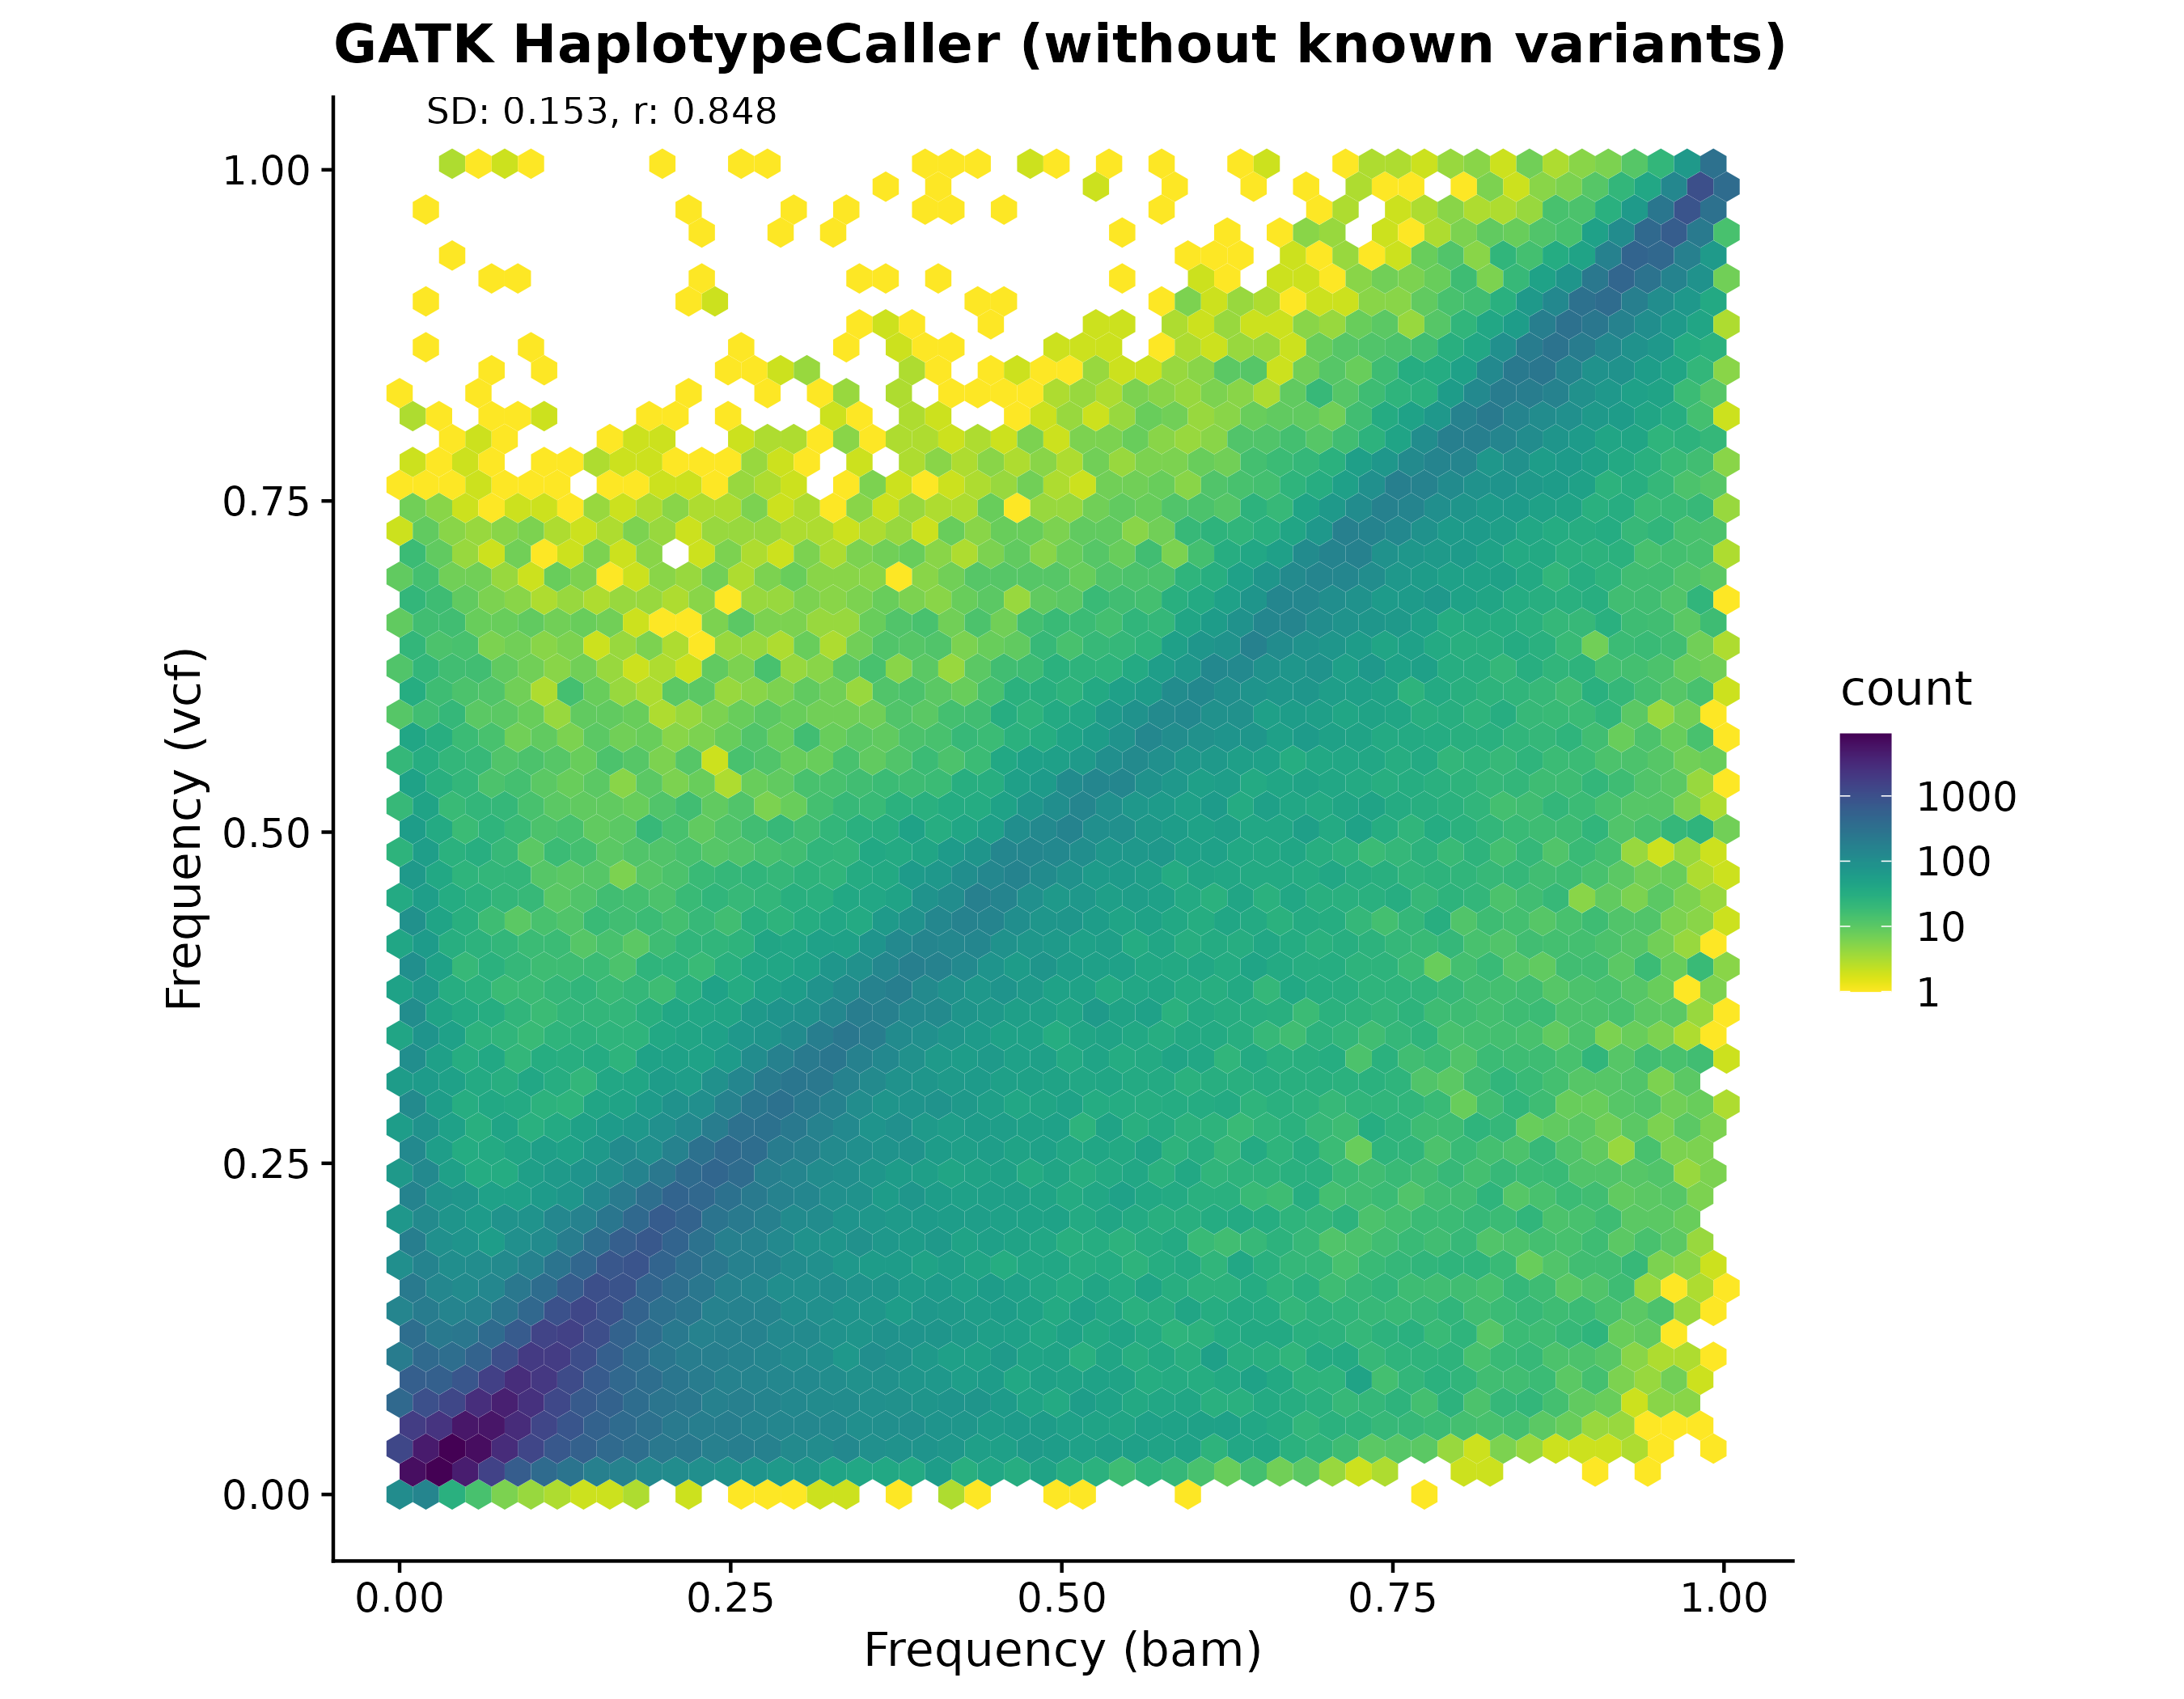 GATK HaplotypeCaller (without known variants)
SD: 0.153, r: 0.848
1.00
0.75
0.50
0.25
0.00
Frequency (vcf)
0.00 0.25 0.50 0.75 1.00
Frequency (bam)
count
1000
100
10
1